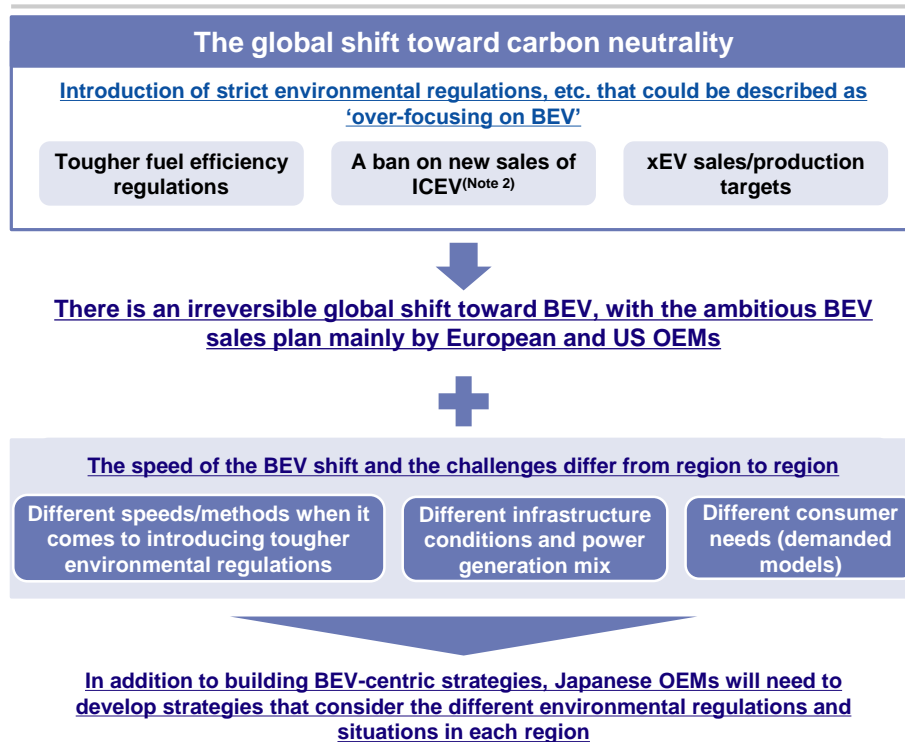 The global shift toward carbon neutrality
Introduction of strict environmental regulations, etc. that could be described as
‘over-focusing on BEV’
Tougher fuel efficiency
regulations
A ban on new sales of
ICEV(Note 2)
xEV sales/production
targets
There is an irreversible global shift toward BEV, with the ambitious BEV
sales plan mainly by European and US OEMs
The speed of the BEV shift and the challenges differ from region to region
Different speeds/methods when it
comes to introducing tougher
environmental regulations
Different infrastructure
conditions and power
generation mix
Different consumer
needs (demanded
models)
In addition to building BEV-centric strategies, Japanese OEMs will need to
develop strategies that consider the different environmental regulations and
situations in each region